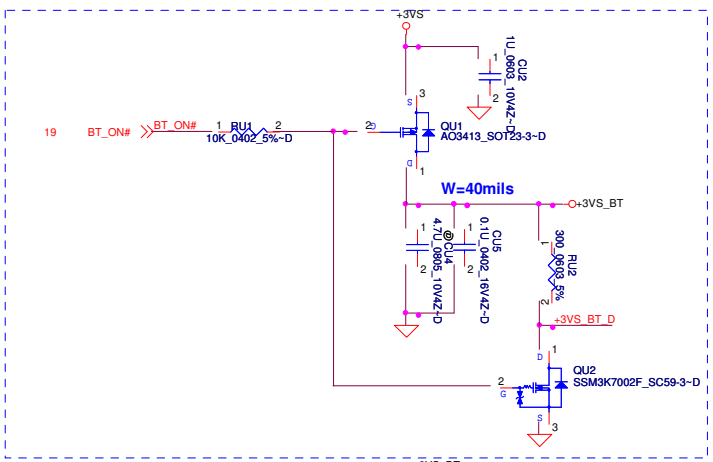 +3VS
1
CU2
1U_0603_10V4Z~D
2
3
S
19
BT_ON#
BT_ON#
1
RU1
2
10K_0402_5%~D
2
G
QU1
AO3413_SOT23-3~D
D
1
W=40mils
+3VS_BT
1
@CU4
4.7U_0805_10V4Z~D
2
1
CU5
0.1U_0402_16V4Z~D
2
1
RU2
300_0603_5%
2
+3VS_BT_D
D
1
QU2
SSM3K7002F_SC59-3~D
2
G
S
3